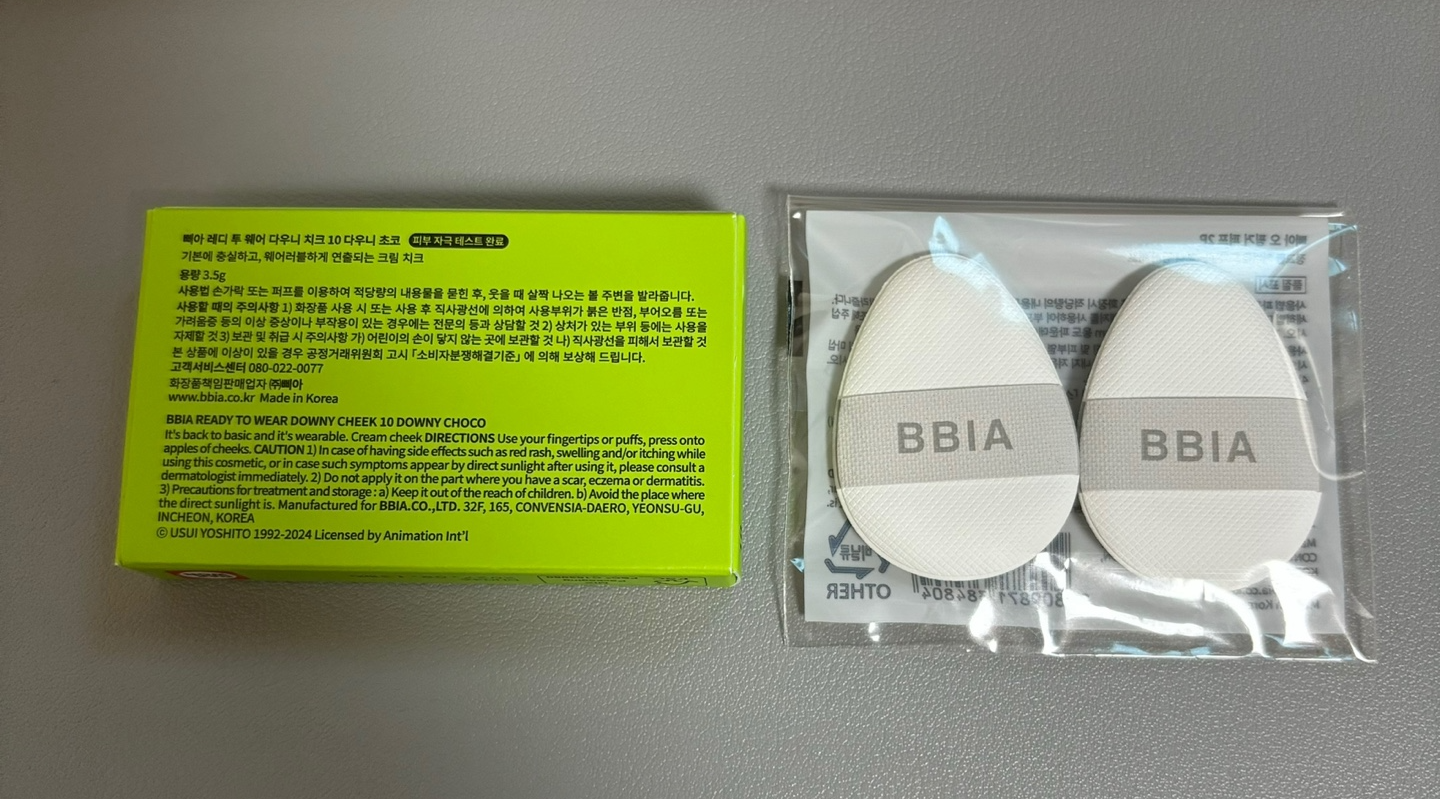 삐아 레디 투 웨어 다우니 치크 10 다우니 초코 피부 자극 테스트 완료
기본에 충실하고, 웨어러블하게 연출되는 크림 치크
용량 3.5g
사용법 손가락 또는 퍼프를 이용하여 적당량의 내용물을 묻힌 후, 웃을 때 살짝 나오는 볼 주변을 발라줍니다.
사용할 때의 주의사항 1) 화장품 사용 시 또는 사용 후 직사광선에 의하여 사용부위가 붉은 반점, 부어오름 또는
가려움증 등의 이상 증상이나 부작용이 있는 경우에는 전문의 등과 상담할 것 2) 상처가 있는 부위 등에는 사용을
자제할 것 3) 보관 및 취급 시 주의사항 가) 어린이의 손이 닿지 않는 곳에 보관할 것 나) 직사광선을 피해서 보관할 것
본 상품에 이상이 있을 경우 공정거래위원회 고시 「소비자분쟁해결기준」 에 의해 보상해 드립니다.
고객서비스센터 080-022-0077
화장품책임판매업자 ㈜삐아
www.bbia.co.kr Made in Korea
BBIA READY TO WEAR DOWNY CHEEK 10 DOWNY CHOCO
It's back to basic and it's wearable. Cream cheek DIRECTIONS Use your fingertips or puffs, press onto
apples of cheeks. CAUTION 1) In case of having side effects such as red rash, swelling and/or itching while
using this cosmetic, or in case such symptoms appear by direct sunlight after using it, please consult a
dermatologist immediately. 2) Do not apply it on the part where you have a scar, eczema or dermatitis.
3) Precautions for treatment and storage : a) Keep it out of the reach of children. b) Avoid the place where
the direct sunlight is. Manufactured for BBIA.CO.,LTD. 32F, 165, CONVENSIA-DAERO, YEONSU-GU,
INCHEON, KOREA
© USUI YOSHITO 1992-2024 Licensed by Animation Int'l
BBIA
BBIA
삐아 오 핑거 퍼프 2P
비닐류
OTHER